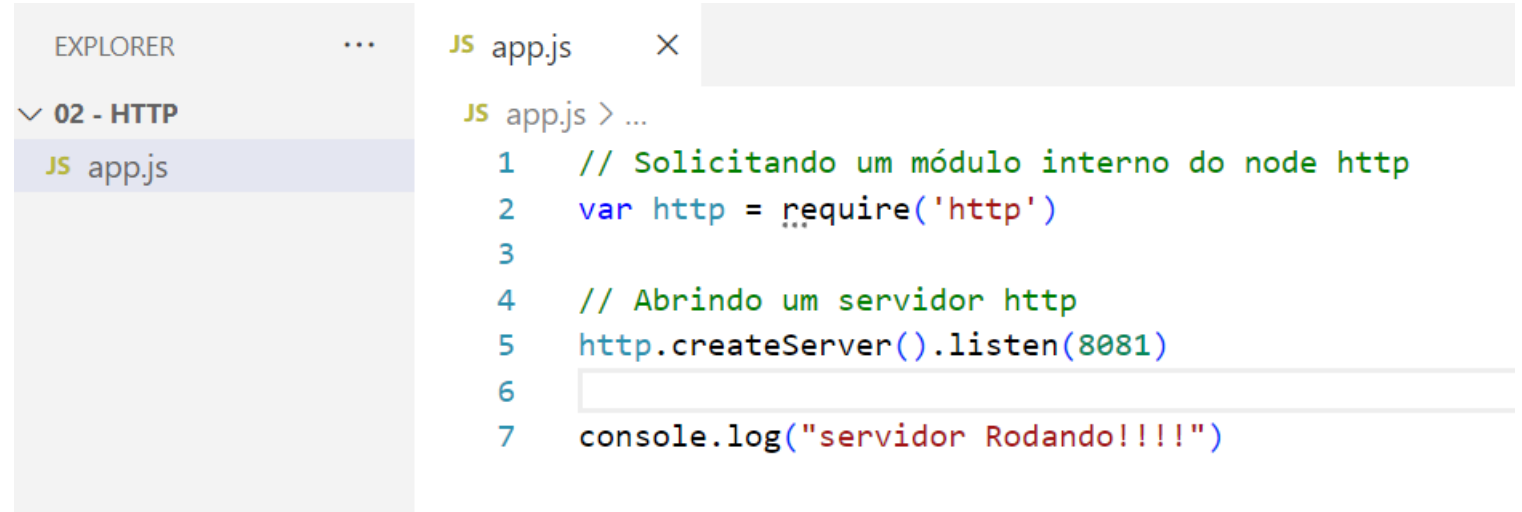 EXPLORER ... JS app.js ×
02 - HTTP JS app.js > ...
JS app.js
1 // Solicitando um módulo interno do node http
2 var http = require('http')
3
4 // Abrindo um servidor http
5 http.createServer().listen(8081)
6
7 console.log("servidor Rodando!!!!")